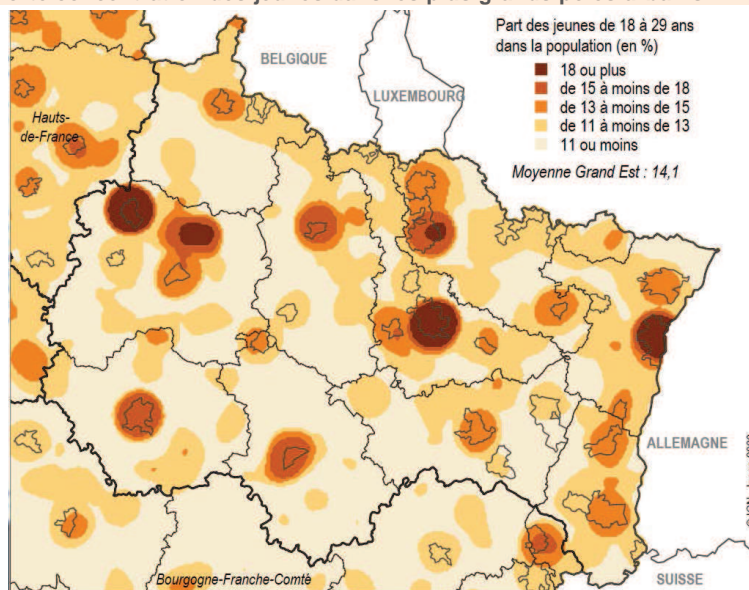 Part des jeunes de 18 à 29 ans
dans la population (en %)
18 ou plus
de 15 à moins de 18
de 13 à moins de 15
de 11 à moins de 13
11 ou moins
Moyenne Grand Est : 14,1
BELGIQUE
LUXEMBOURG
Hauts-
de-France
ALLEMAGNE
Bourgogne-Franche-Comté
SUISSE